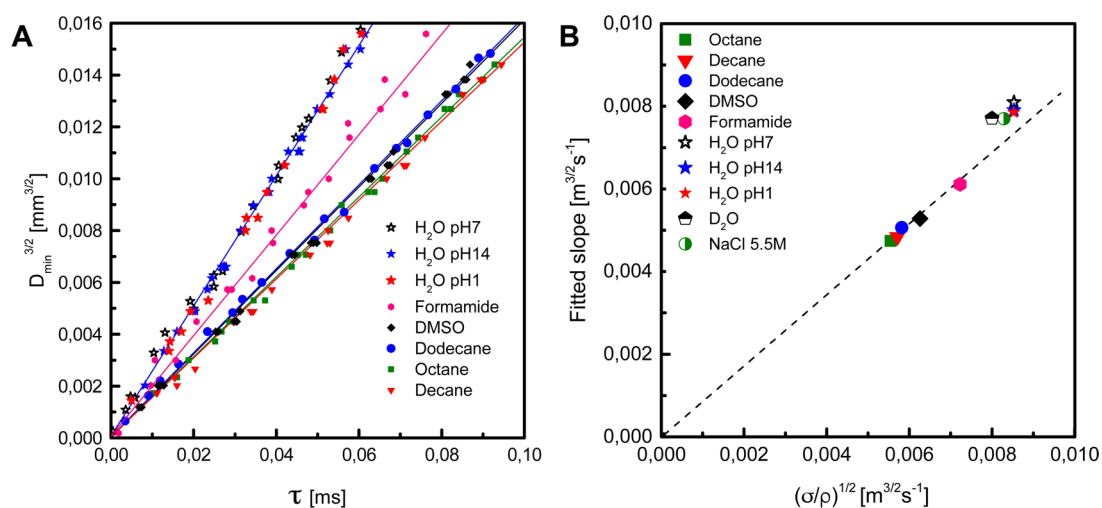 A
D_min^3/2 [mm^3/2]
0,016
0,014
0,012
0,010
0,008
0,006
0,004
0,002
0,000
0,00
0,02
0,04
0,06
0,08
0,10
τ [ms]
H₂O pH7
H₂O pH14
H₂O pH1
Formamide
DMSO
Dodecane
Octane
Decane
B
Fitted slope [m^3/2s^-1]
0,010
0,008
0,006
0,004
0,002
0,000
0,000
0,002
0,004
0,006
0,008
0,010
(σ/ρ)^1/2 [m^3/2s^-1]
Octane
Decane
Dodecane
DMSO
Formamide
H₂O pH7
H₂O pH14
H₂O pH1
D₂O
NaCl 5.5M